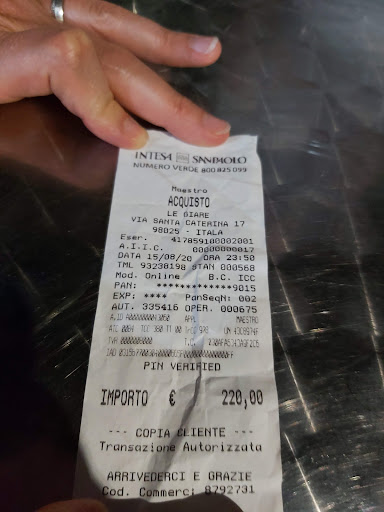 INTESA SANPAOLO
NUMERO VERDE 800 825 099
Maestro
ACQUISTO
LE GIARE
VIA SANTA CATERINA 17
98025 - ITALA
Eser. 417859100002001
A.I.I.C. 00000000017
DATA 15/08/20 ORA 23:50
TML 93238198 STAN 000568
Mod. Online B.C. ICC
PAN: ************9015
EXP: **** PanSeqN: 002
AUT. 335416 OPER. 000675
MAESTRO
PIN VERIFIED
IMPORTO € 220,00
--- COPIA CLIENTE ---
Transazione Autorizzata
ARRIVEDERCI E GRAZIE
Cod. Commerc: 8792731